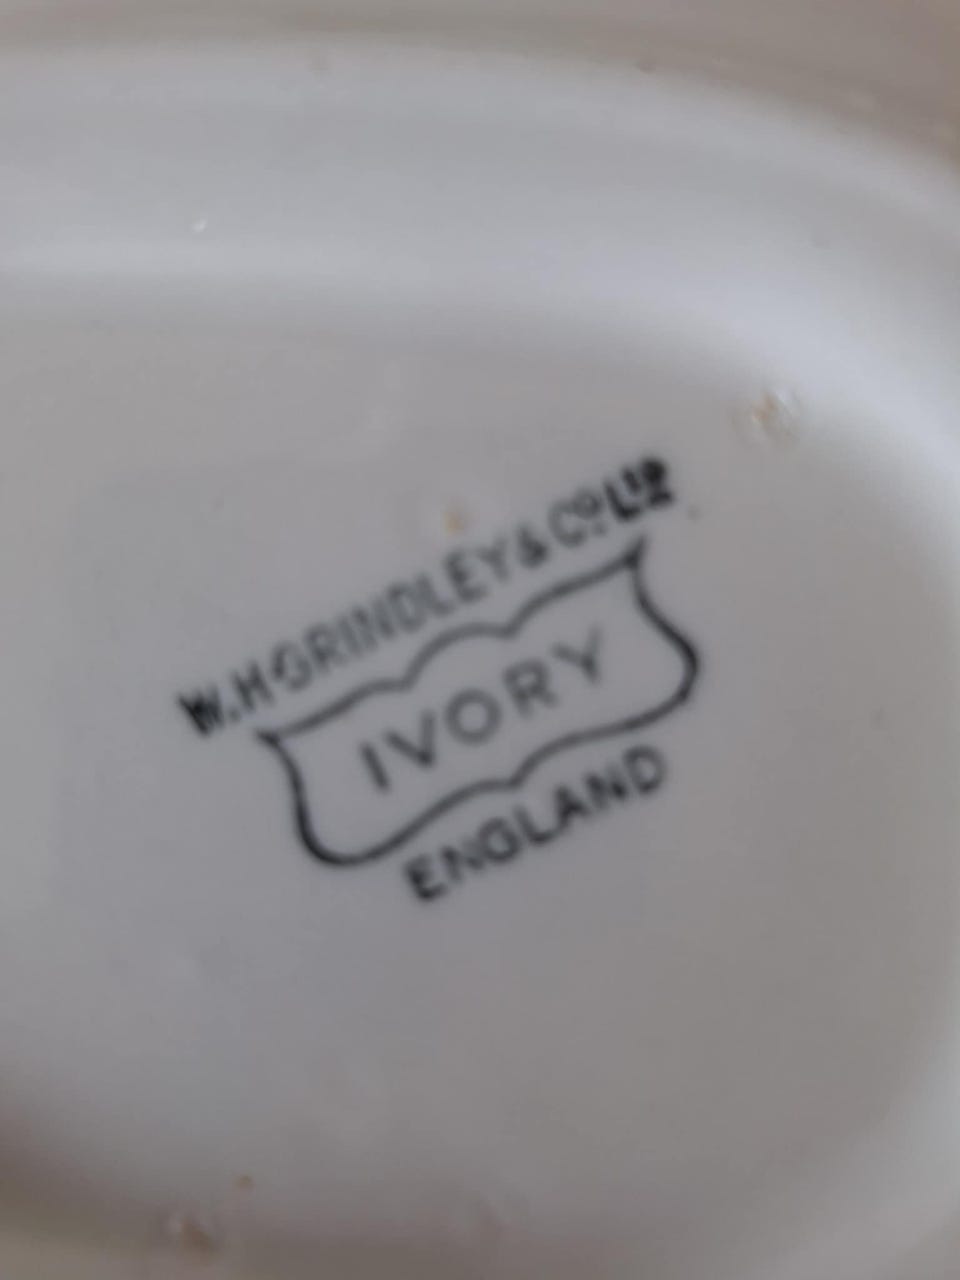 W.H.GRINDLEY & Co. LTD
IVORY
ENGLAND